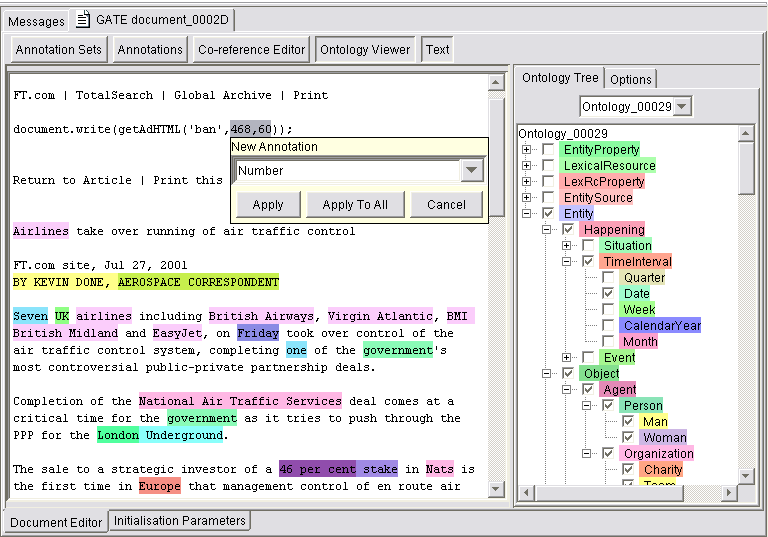 Messages
GATE document_0002D
Annotation Sets
Annotations
Co-reference Editor
Ontology Viewer
Text
FT.com | TotalSearch | Global Archive | Print
document.write(getAdHTML('ban',468,60));
New Annotation
Number
Apply
Apply To All
Cancel
Return to Article | Print this
Airlines take over running of air traffic control
FT.com site, Jul 27, 2001
BY KEVIN DONE, AEROSPACE CORRESPONDENT
Seven UK airlines including British Airways, Virgin Atlantic, BMI
British Midland and EasyJet, on Friday took over control of the
air traffic control system, completing one of the government's
most controversial public-private partnership deals.
Completion of the National Air Traffic Services deal comes at a
critical time for the government as it tries to push through the
PPP for the London Underground.
The sale to a strategic investor of a 46 per cent stake in Nats is
the first time in Europe that management control of en route air
Document Editor
Initialisation Parameters
Ontology Tree
Options
Ontology_00029
Ontology_00029
EntityProperty
LexicalResource
LexRcProperty
EntitySource
Entity
Happening
Situation
TimeInterval
Quarter
Date
Week
CalendarYear
Month
Event
Object
Agent
Person
Man
Woman
Organization
Charity
Team